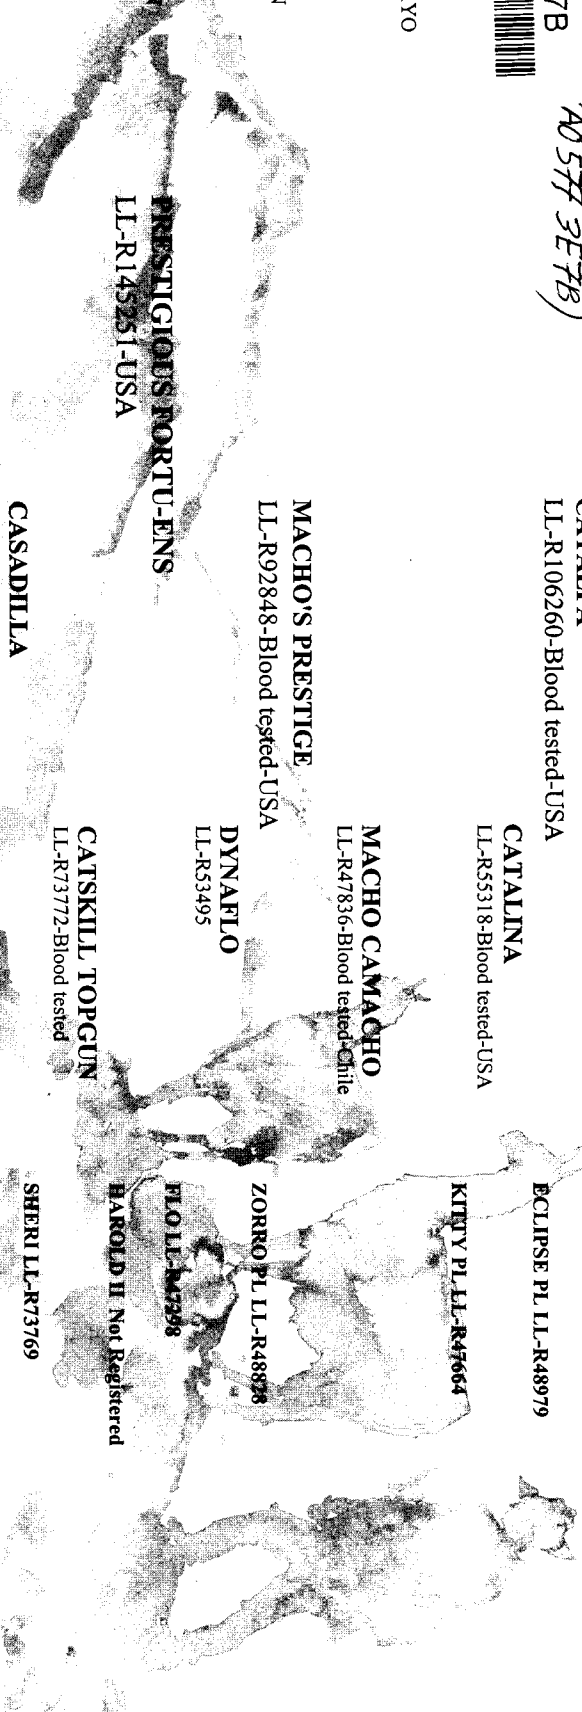 7B
A0577 3E7B)
LL-R106260-Blood tested-USA
ECLIPSE PL LL-R48979
CATALINA
LL-R55318-Blood tested-USA
KITTY PL LL-R47664
YO
MACHO CAMACHO
LL-R47836-Blood tested-Chile
MACHO'S PRESTIGE
LL-R92848-Blood tested-USA
ZORRO PL LL-R48828
DYNAFLO
LL-R53495
FLO LL-R47298
PRESTIGIOUS FORTU-ENS
LL-R145251-USA
HAROLD II Not Registered
CATSKILL TOPGUN
LL-R73772-Blood tested
SHERI LL-R73769
CASADILLA